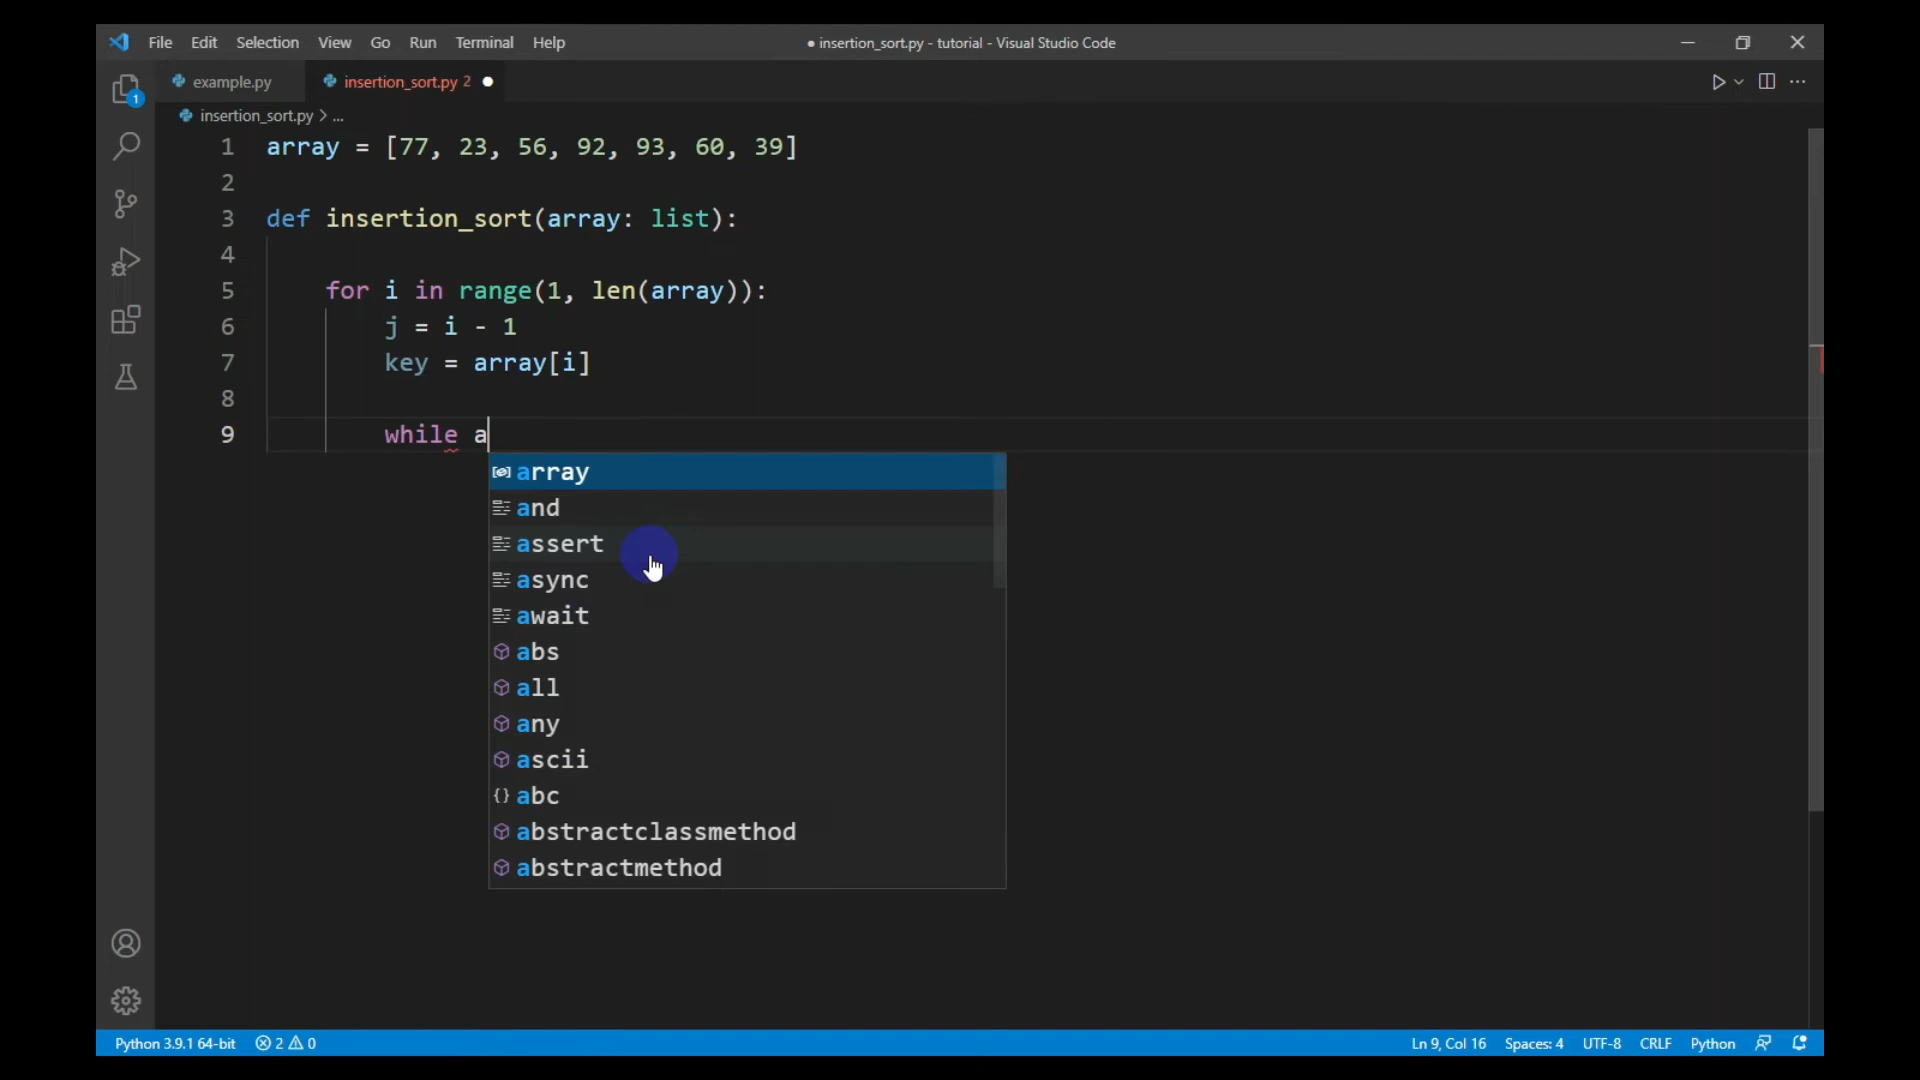 File Edit Selection View Go Run Terminal Help ● insertion_sort.py - tutorial - Visual Studio Code
example.py insertion_sort.py 2 ●
1
insertion_sort.py > ...
1 array = [77, 23, 56, 92, 93, 60, 39]
2
3 def insertion_sort(array: list):
4
5 for i in range(1, len(array)):
6 j = i - 1
7 key = array[i]
8
9 while a
array
and
assert
async
await
abs
all
any
ascii
{} abc
abstractclassmethod
abstractmethod
Python 3.9.1 64-bit 2 0 Ln 9, Col 16 Spaces: 4 UTF-8 CRLF Python